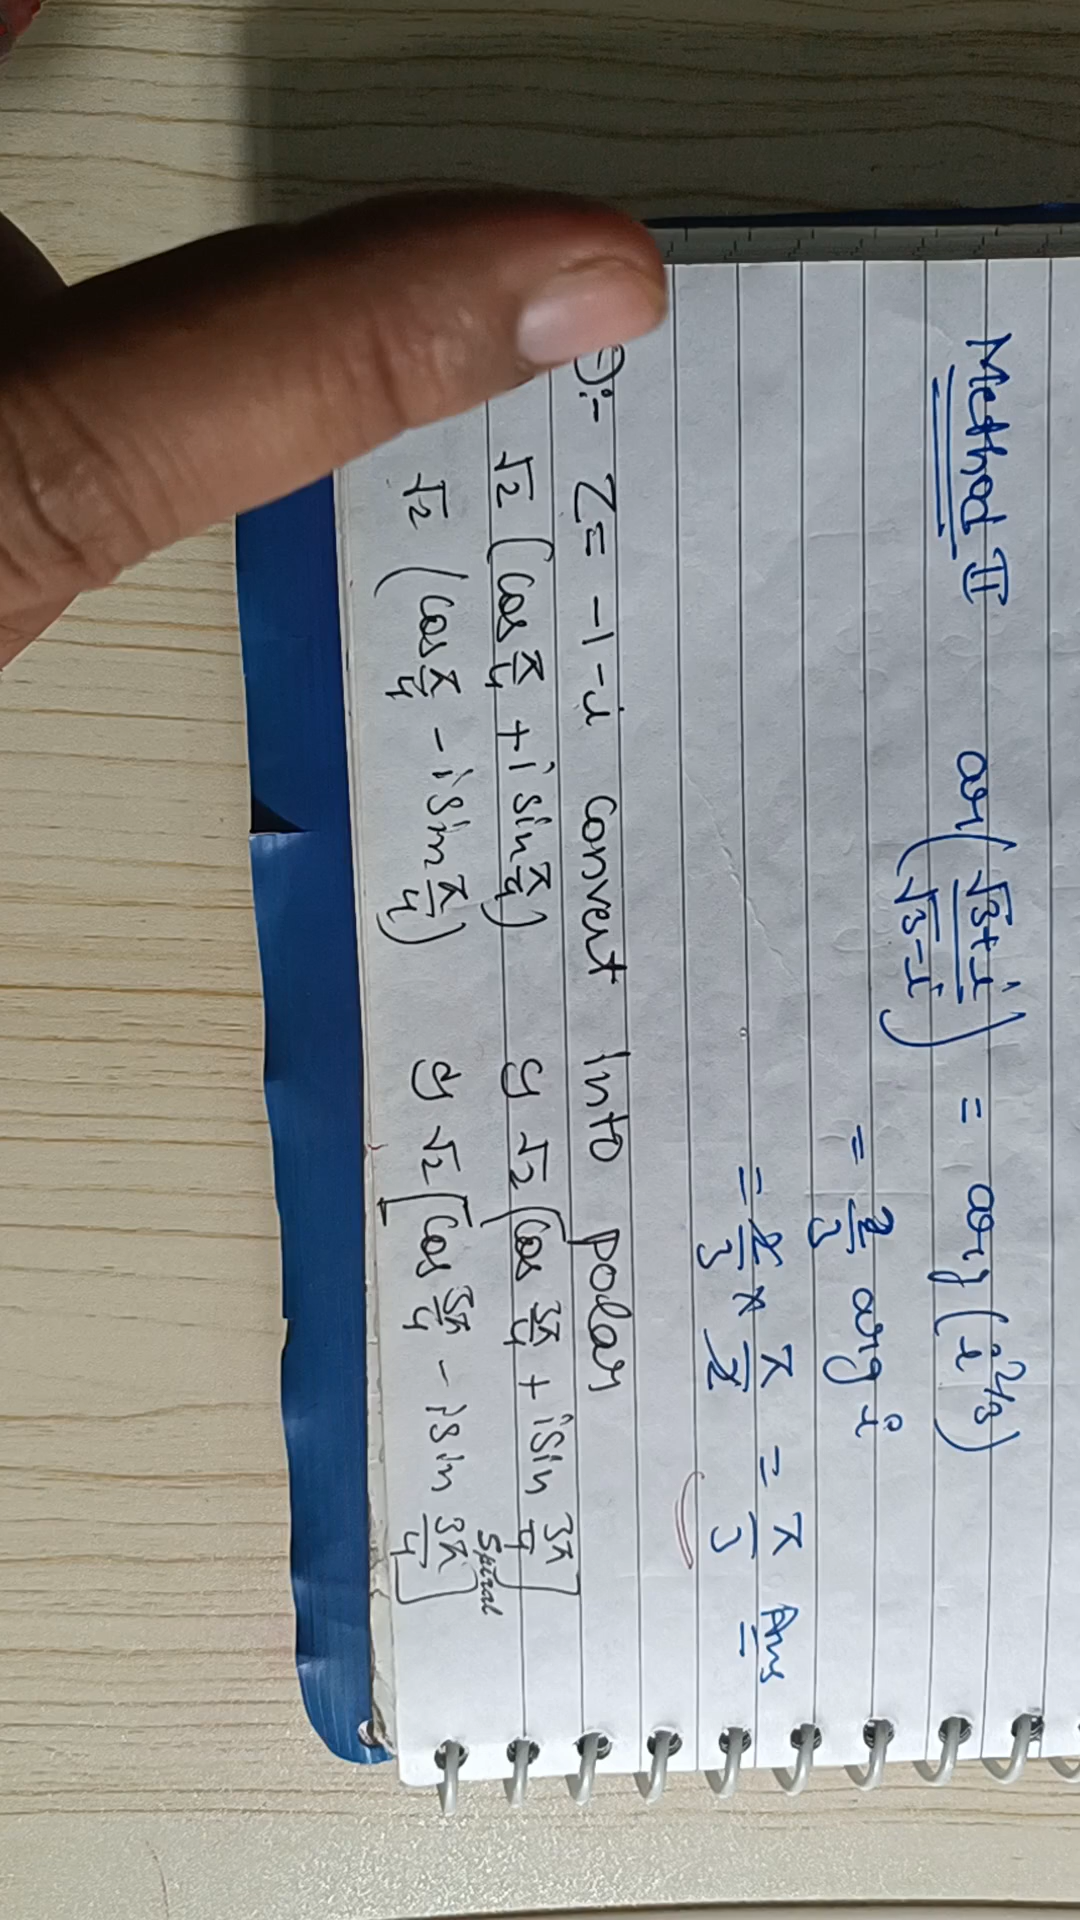 Method II    arg(√3+i / √3-i) = arg(i^2/3)
= 2/3 arg i
= 2/3 × π/2 = π/3 Ans
:- Z = -1-i convert into polar
√2 (cos π/4 + i sin π/4)    √2 [cos 3π/4 + i sin 3π/4]
√2 (cos π/4 - i sin π/4)    √2 [cos 3π/4 - i sin 3π/4]
Spiral